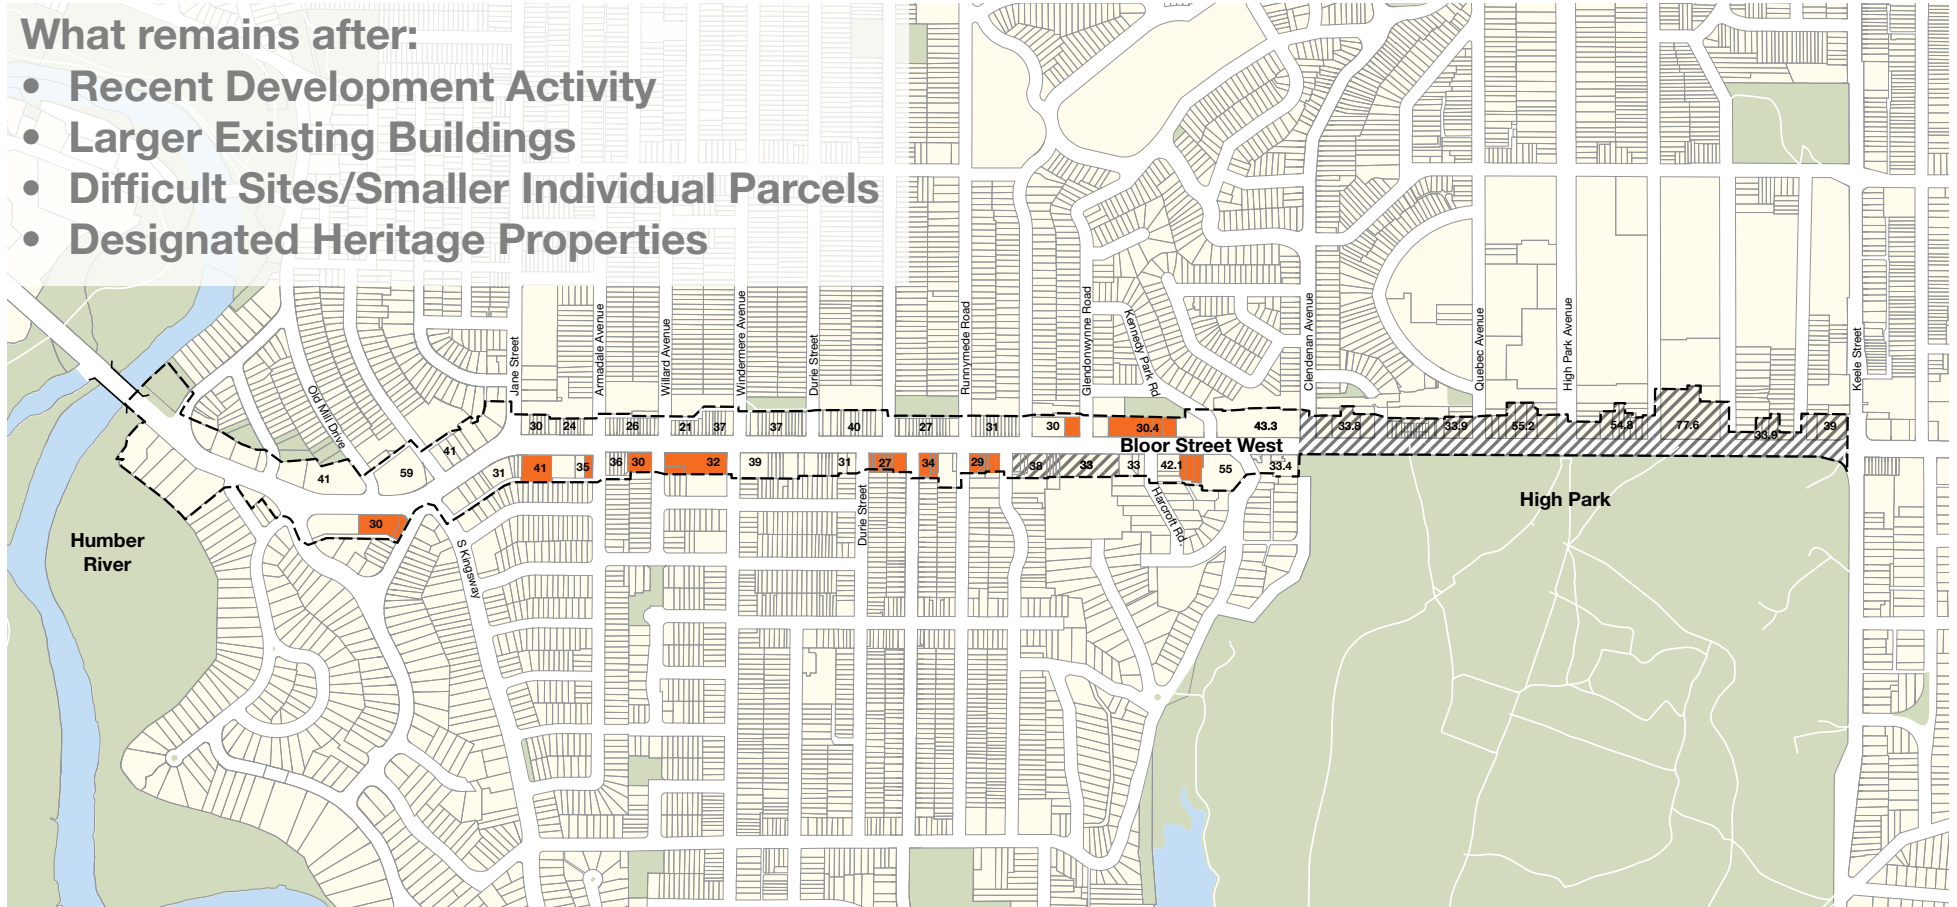 What remains after:
• Recent Development Activity
• Larger Existing Buildings
• Difficult Sites/Smaller Individual Parcels
• Designated Heritage Properties
Old Mill Drive
Jane Street
Armadale Avenue
Willard Avenue
Windermere Avenue
Durie Street
Runnymede Road
Glendonwynne Road
Kennedy Park Rd
Clendenan Avenue
Quebec Avenue
High Park Avenue
Keele Street
30 24 26 21 37 37 40 27 31 30 30.4 43.3 33.8 33.9 55.2 54.8 77.6 33.9 39
Bloor Street West
41 59 41 31 41 35 36 30 32 39 31 27 34 29 38 33 33 42.1 55 33.4
30
Durie Street
Harcroft Rd.
S Kingsway
High Park
Humber
River